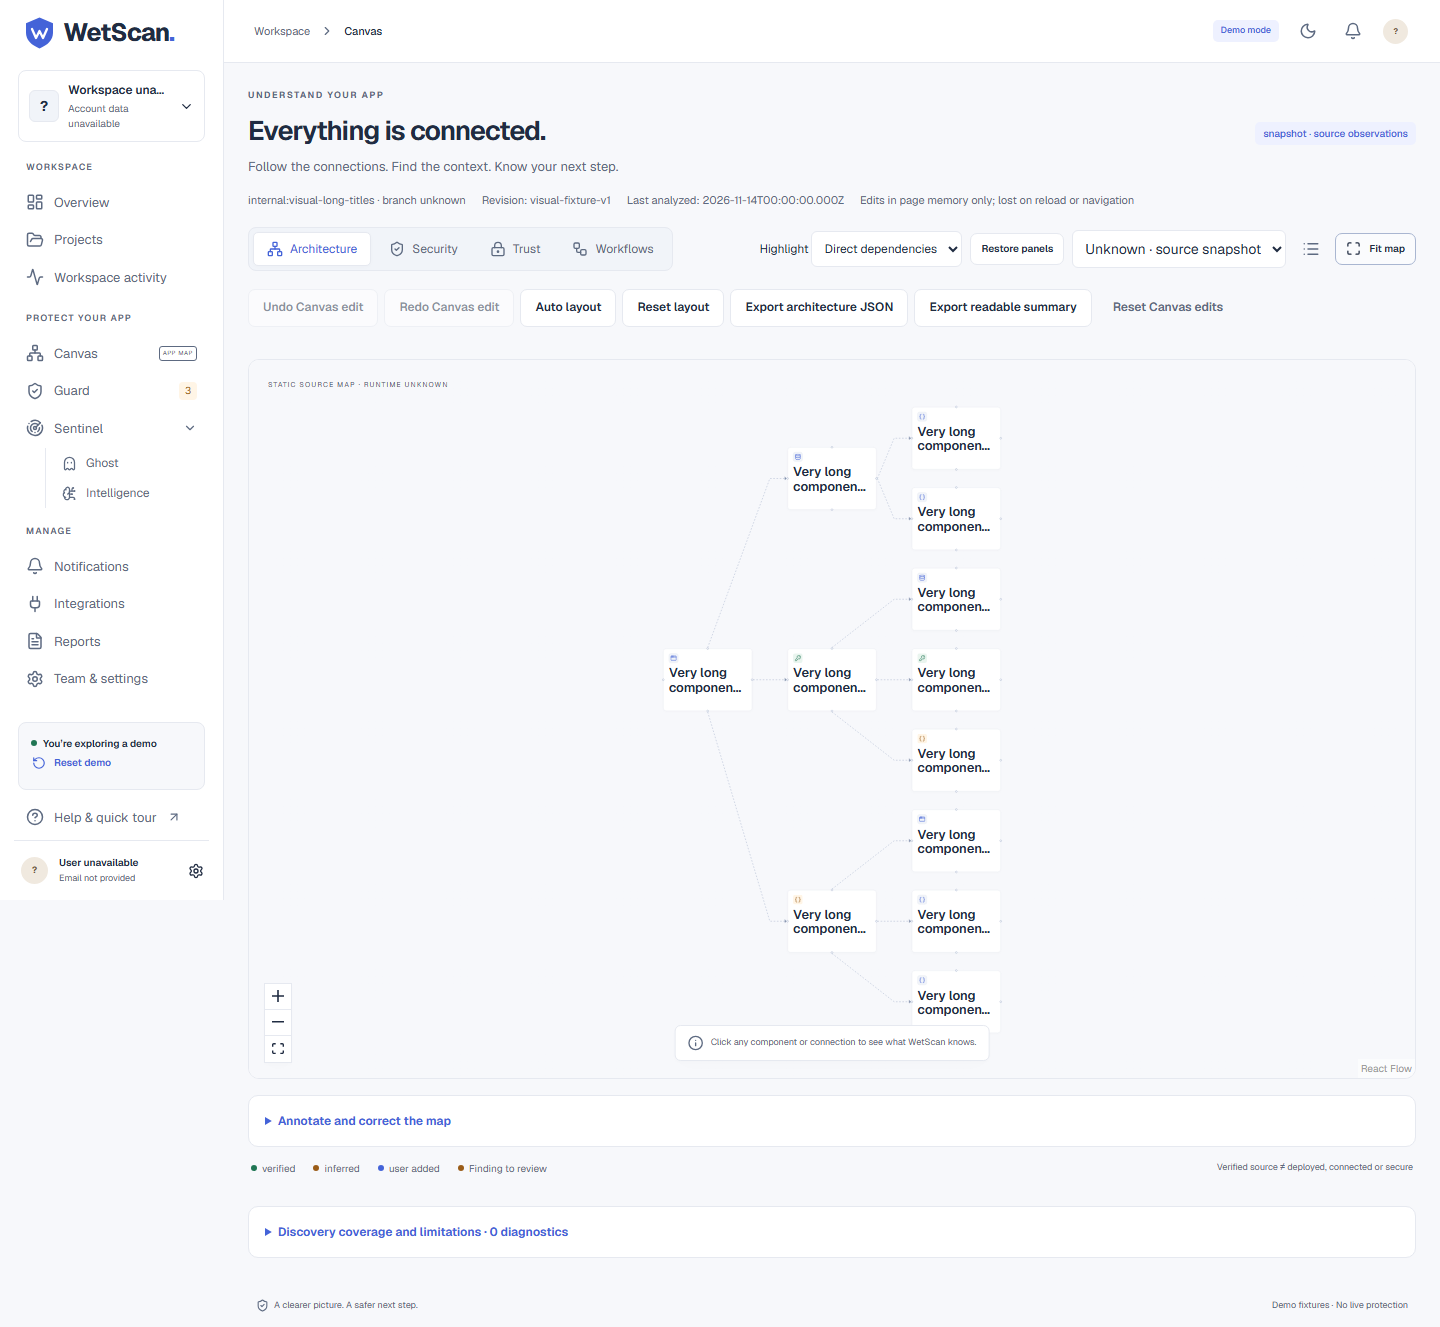 WetScan.
Workspace
Canvas
Demo mode
?
?
Workspace una...
Account data
unavailable
WORKSPACE
Overview
Projects
Workspace activity
PROTECT YOUR APP
Canvas
APP MAP
Guard
3
Sentinel
Ghost
Intelligence
MANAGE
Notifications
Integrations
Reports
Team & settings
You're exploring a demo
Reset demo
Help & quick tour
?
User unavailable
Email not provided
UNDERSTAND YOUR APP
Everything is connected.
snapshot · source observations
Follow the connections. Find the context. Know your next step.
internal:visual-long-titles · branch unknown
Revision: visual-fixture-v1
Last analyzed: 2026-11-14T00:00:00.000Z
Edits in page memory only; lost on reload or navigation
Architecture
Security
Trust
Workflows
Highlight
Direct dependencies
Restore panels
Unknown · source snapshot
Fit map
Undo Canvas edit
Redo Canvas edit
Auto layout
Reset layout
Export architecture JSON
Export readable summary
Reset Canvas edits
STATIC SOURCE MAP · RUNTIME UNKNOWN
Very long
componen...
Very long
componen...
Very long
componen...
Very long
componen...
Very long
componen...
Very long
componen...
Very long
componen...
Very long
componen...
Very long
componen...
Very long
componen...
Very long
componen...
Very long
componen...
Click any component or connection to see what WetScan knows.
React Flow
Annotate and correct the map
verified
inferred
user added
Finding to review
Verified source ≠ deployed, connected or secure
Discovery coverage and limitations · 0 diagnostics
A clearer picture. A safer next step.
Demo fixtures · No live protection